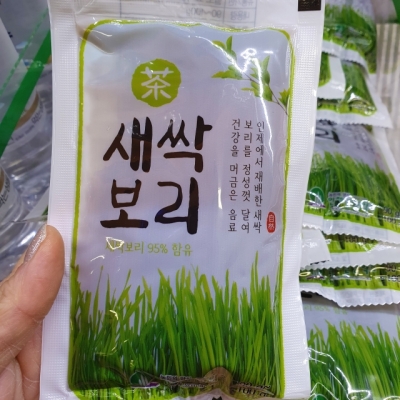 茶
새싹
보리
인제에서 재배한 새싹
보리를 정성껏 달여
건강을 머금은 음료
보리 95% 함유